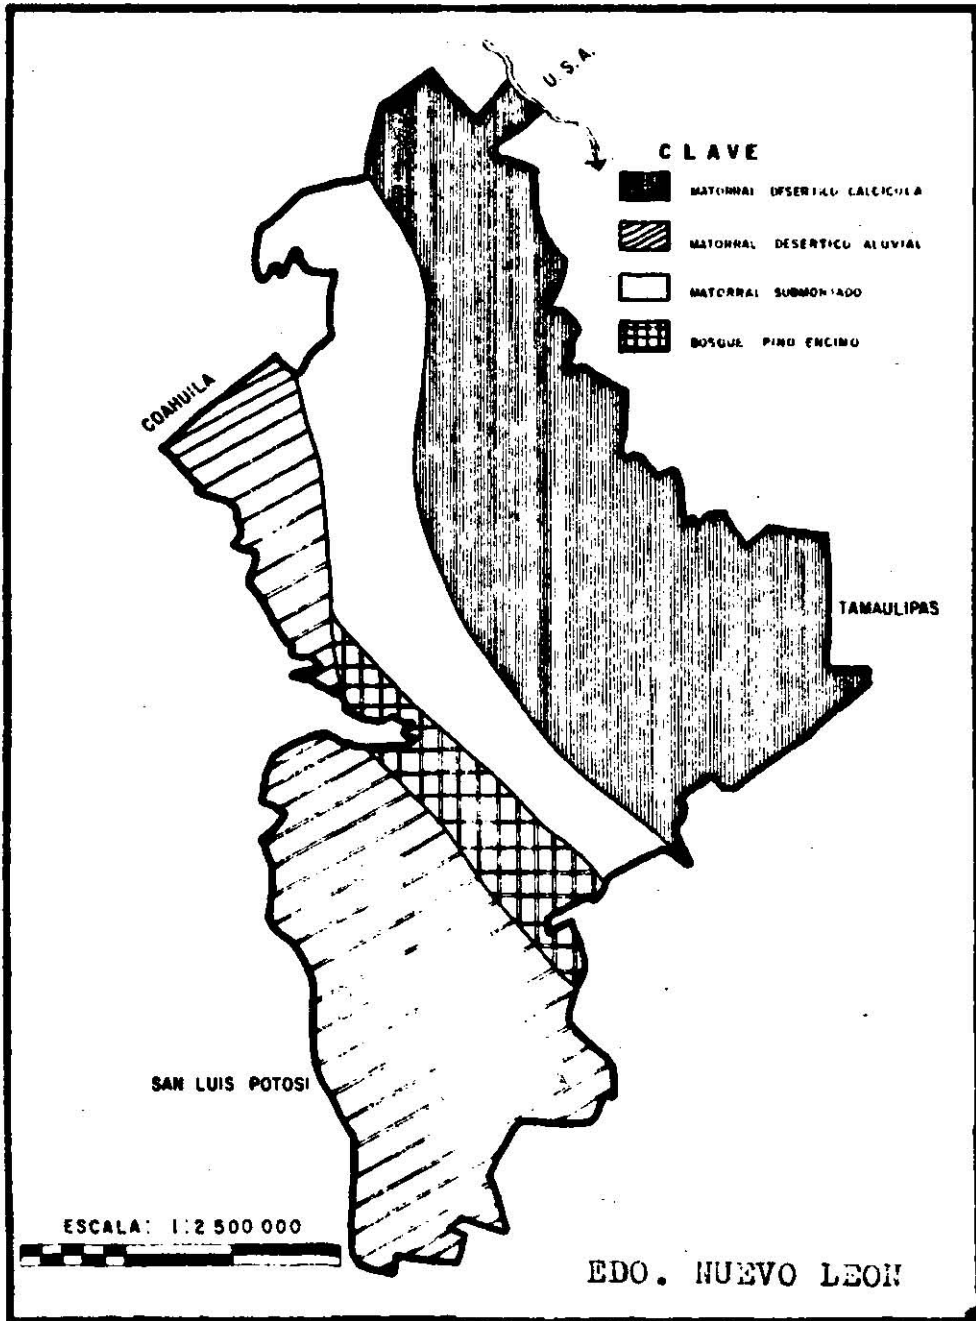 U.S.A.
CLAVE
MATORRAL DESERTICO CALCICOLA
MATORRAL DESERTICO ALUVIAL
MATORRAL SUBMONTADO
BOSQUE PINO ENCINO
COAHUILA
TAMAULIPAS
SAN LUIS POTOSI
ESCALA: 1:2 500 000
EDO. NUEVO LEON